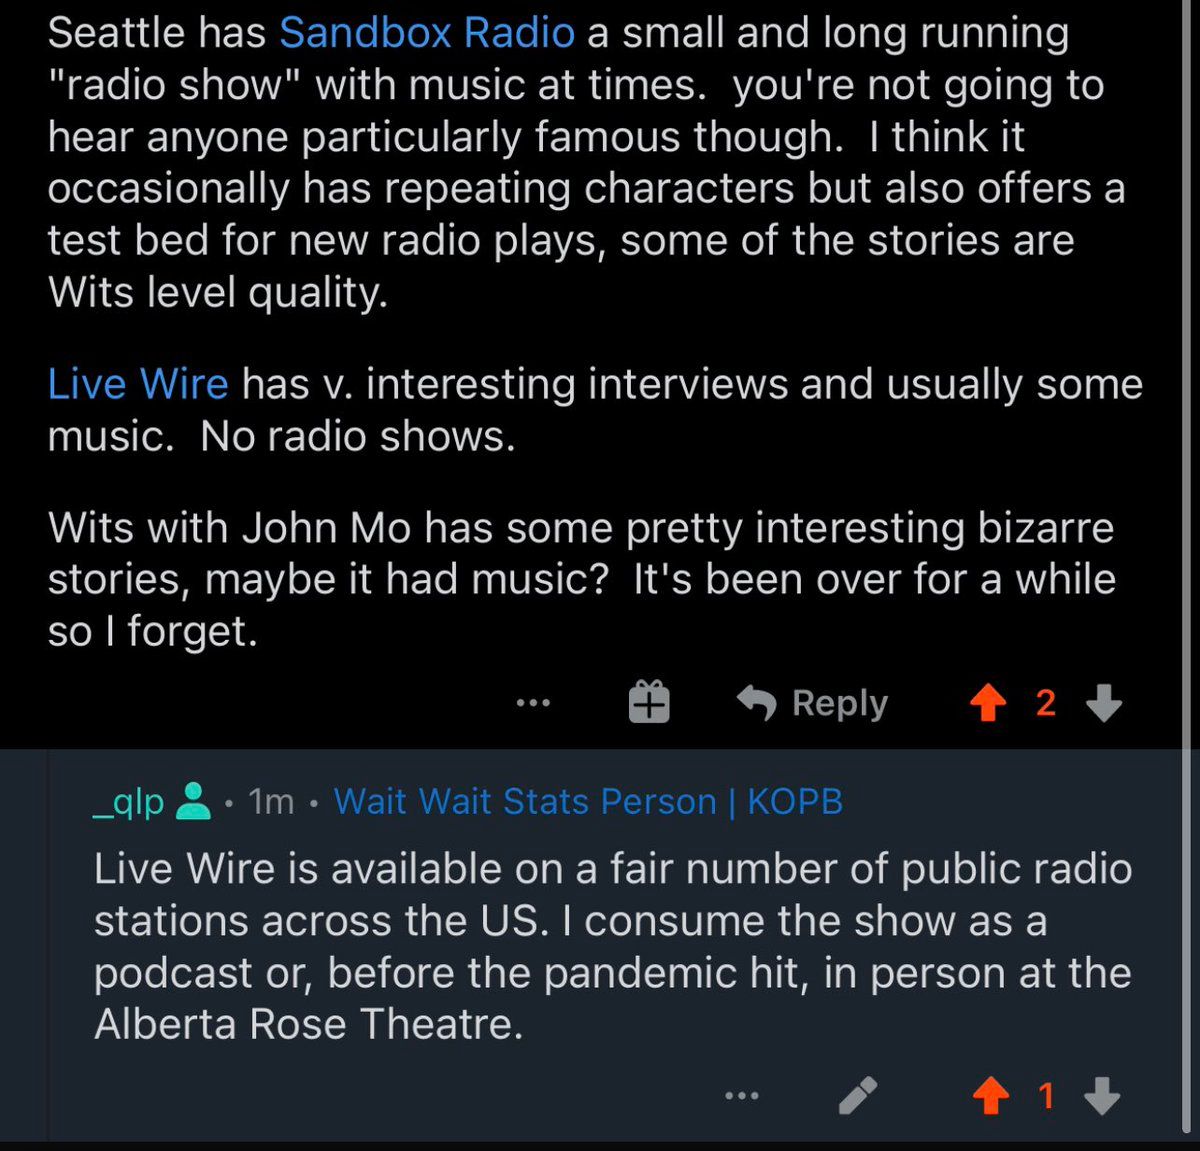 Seattle has Sandbox Radio a small and long running
"radio show" with music at times.  you're not going to
hear anyone particularly famous though.  I think it
occasionally has repeating characters but also offers a
test bed for new radio plays, some of the stories are
Wits level quality.
Live Wire has v. interesting interviews and usually some
music.  No radio shows.
Wits with John Mo has some pretty interesting bizarre
stories, maybe it had music?  It's been over for a while
so I forget.
... Reply 2
_qlp • 1m • Wait Wait Stats Person | KOPB
Live Wire is available on a fair number of public radio
stations across the US. I consume the show as a
podcast or, before the pandemic hit, in person at the
Alberta Rose Theatre.
... 1